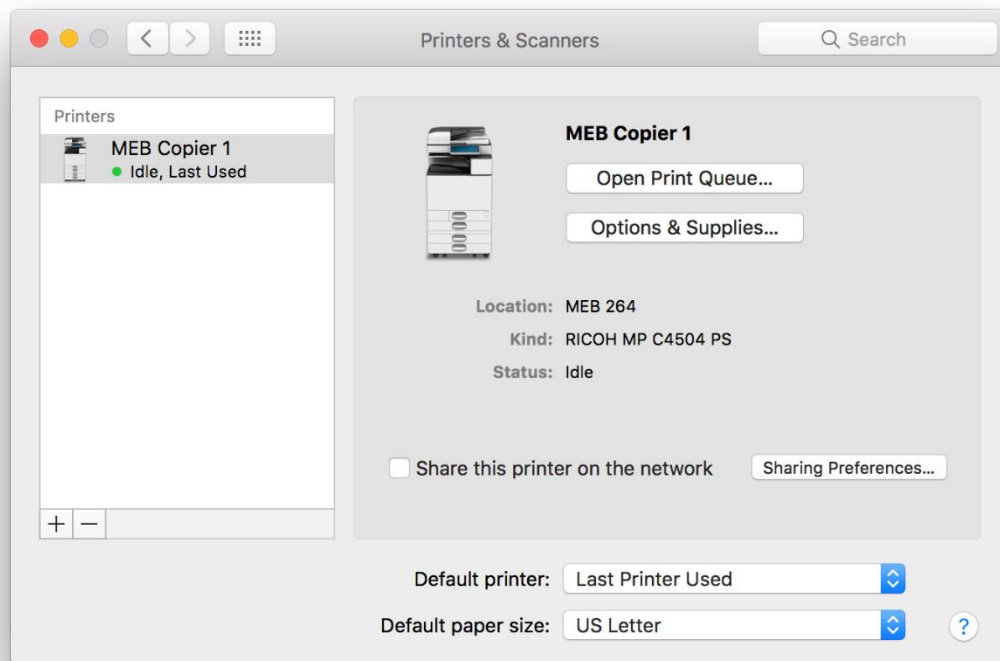 Printers & Scanners
Search
Printers
MEB Copier 1
Idle, Last Used
MEB Copier 1
Open Print Queue...
Options & Supplies...
Location: MEB 264
Kind: RICOH MP C4504 PS
Status: Idle
Share this printer on the network
Sharing Preferences...
+ −
Default printer: Last Printer Used
Default paper size: US Letter
?